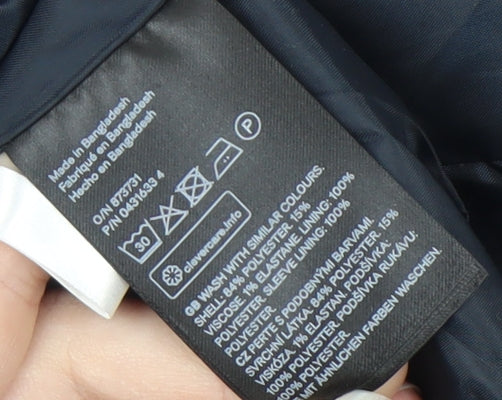 Made in Bangladesh
Fabriqué en Bangladesh
Hecho en Bangladesh
O/N 873731
P/N 0431633 4
30
P
clevercare.info
GB WASH WITH SIMILAR COLOURS.
SHELL: 84% POLYESTER. 15%
VISCOSE. 1% ELASTANE. LINING: 100%
POLYESTER. SLEEVE LINING: 100%
POLYESTER.
CZ PERTE S PODOBNÝMI BARVAMI.
SVRCHNÍ LÁTKA: 84% POLYESTER. 15%
VISKÓZA. 1% ELASTAN. PODŠÍVKA:
100% POLYESTER. PODŠÍVKA RUKÁVU:
100% POLYESTER.
MIT ÄHNLICHEN FARBEN WASCHEN.